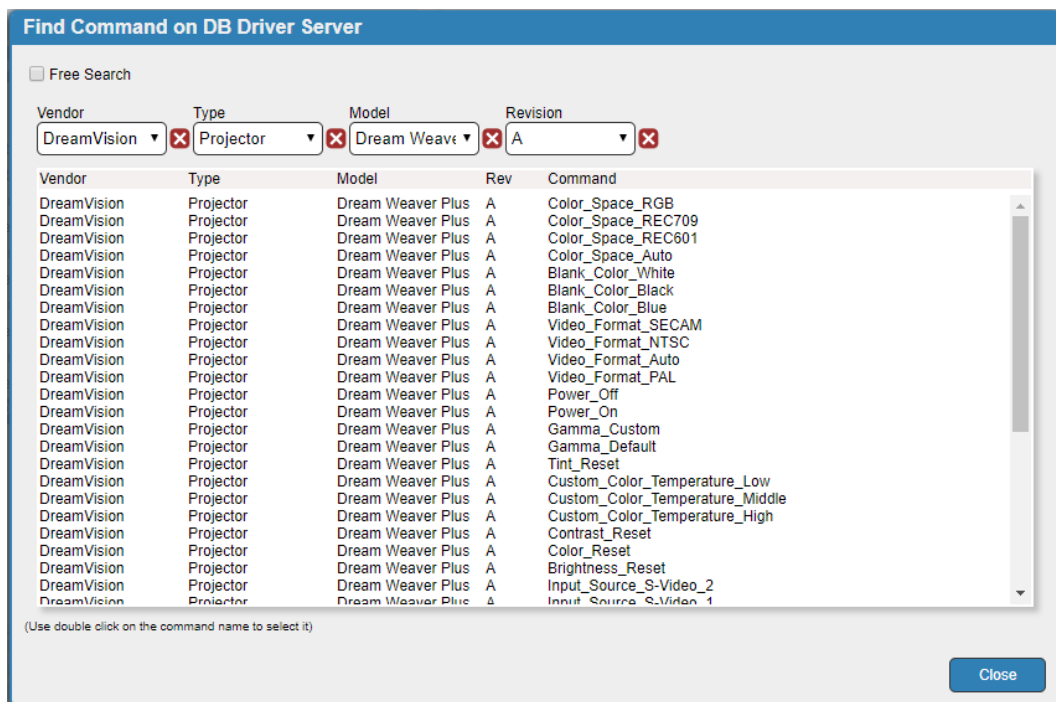 Find Command on DB Driver Server
Free Search
Vendor Type Model Revision
DreamVision Projector Dream Weave A
Vendor Type Model Rev Command
DreamVision Projector Dream Weaver Plus A Color_Space_RGB
DreamVision Projector Dream Weaver Plus A Color_Space_REC709
DreamVision Projector Dream Weaver Plus A Color_Space_REC601
DreamVision Projector Dream Weaver Plus A Color_Space_Auto
DreamVision Projector Dream Weaver Plus A Blank_Color_White
DreamVision Projector Dream Weaver Plus A Blank_Color_Black
DreamVision Projector Dream Weaver Plus A Blank_Color_Blue
DreamVision Projector Dream Weaver Plus A Video_Format_SECAM
DreamVision Projector Dream Weaver Plus A Video_Format_NTSC
DreamVision Projector Dream Weaver Plus A Video_Format_Auto
DreamVision Projector Dream Weaver Plus A Video_Format_PAL
DreamVision Projector Dream Weaver Plus A Power_Off
DreamVision Projector Dream Weaver Plus A Power_On
DreamVision Projector Dream Weaver Plus A Gamma_Custom
DreamVision Projector Dream Weaver Plus A Gamma_Default
DreamVision Projector Dream Weaver Plus A Tint_Reset
DreamVision Projector Dream Weaver Plus A Custom_Color_Temperature_Low
DreamVision Projector Dream Weaver Plus A Custom_Color_Temperature_Middle
DreamVision Projector Dream Weaver Plus A Custom_Color_Temperature_High
DreamVision Projector Dream Weaver Plus A Contrast_Reset
DreamVision Projector Dream Weaver Plus A Color_Reset
DreamVision Projector Dream Weaver Plus A Brightness_Reset
DreamVision Projector Dream Weaver Plus A Input_Source_S-Video_2
DreamVision Projector Dream Weaver Plus A Input_Source_S-Video_1
(Use double click on the command name to select it)
Close